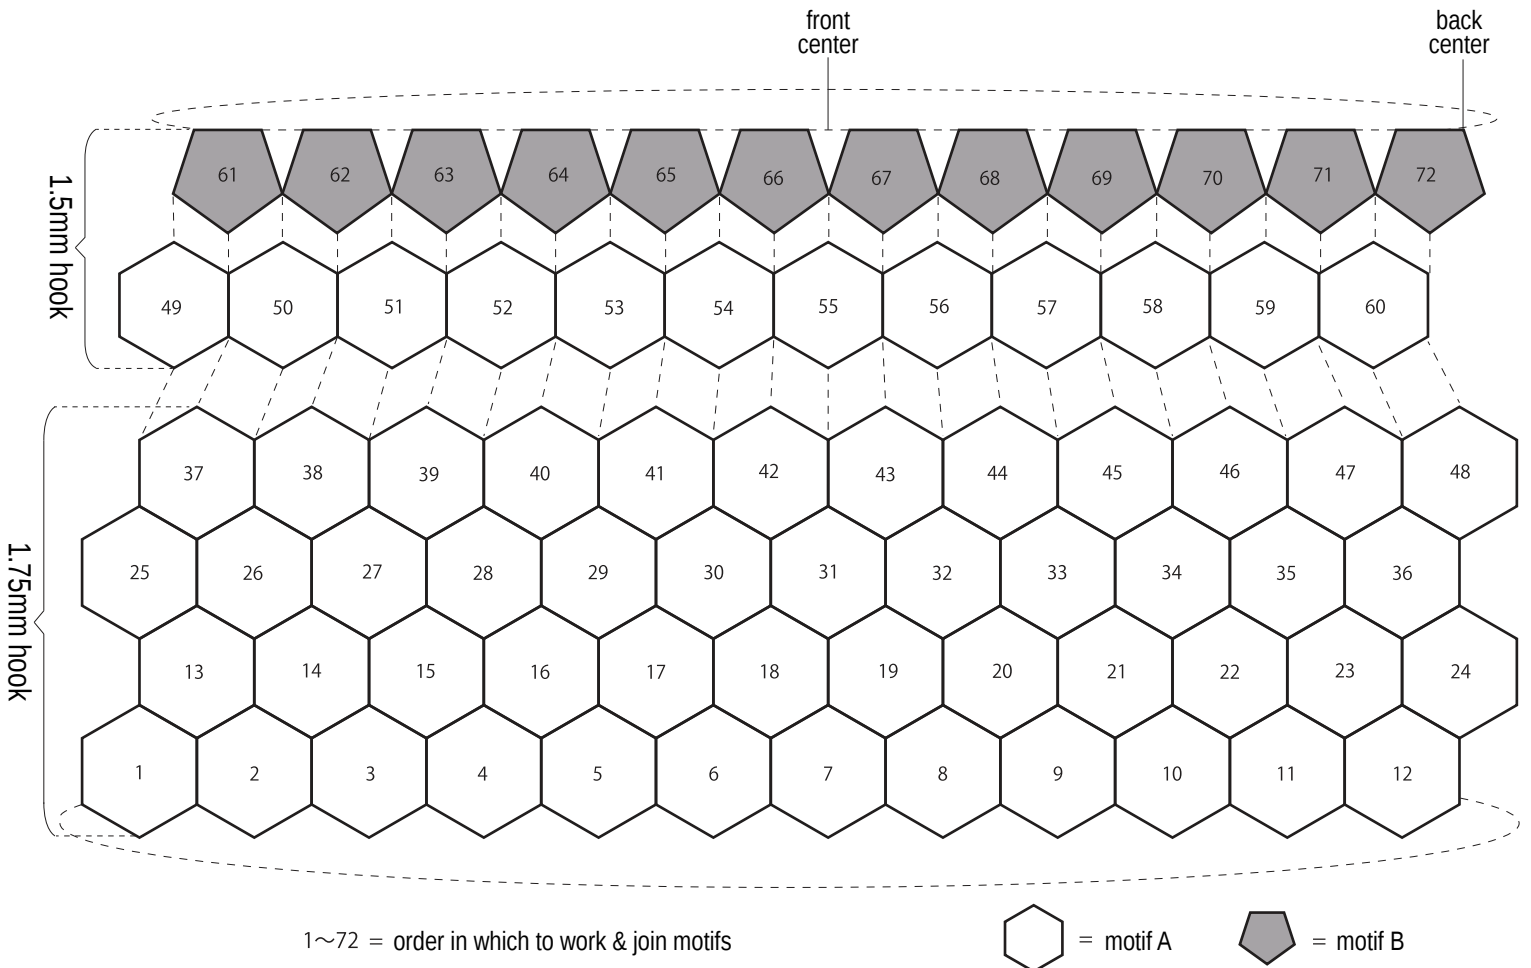 front
center
back
center
1.5mm hook
61 62 63 64 65 66 67 68 69 70 71 72
49 50 51 52 53 54 55 56 57 58 59 60
1.75mm hook
37 38 39 40 41 42 43 44 45 46 47 48
25 26 27 28 29 30 31 32 33 34 35 36
13 14 15 16 17 18 19 20 21 22 23 24
1 2 3 4 5 6 7 8 9 10 11 12
1~72 = order in which to work & join motifs
= motif A
= motif B